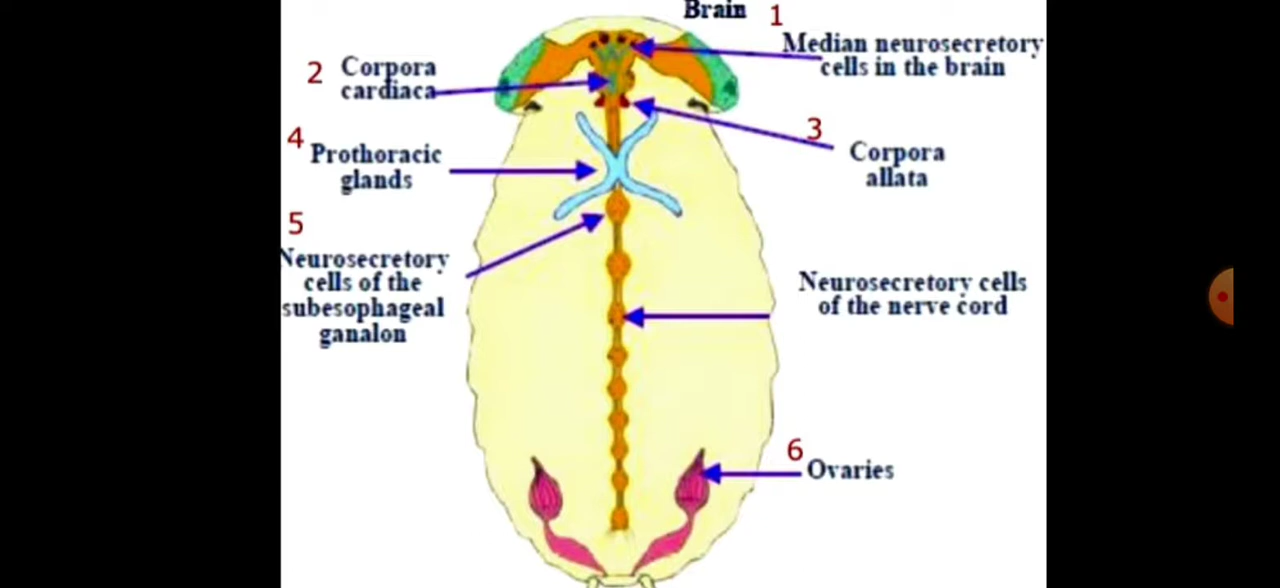 Brain
1
Median neurosecretory
cells in the brain
2
Corpora
cardiaca
3
Corpora
allata
4
Prothoracic
glands
5
Neurosecretory
cells of the
subesophageal
ganalon
Neurosecretory cells
of the nerve cord
6
Ovaries